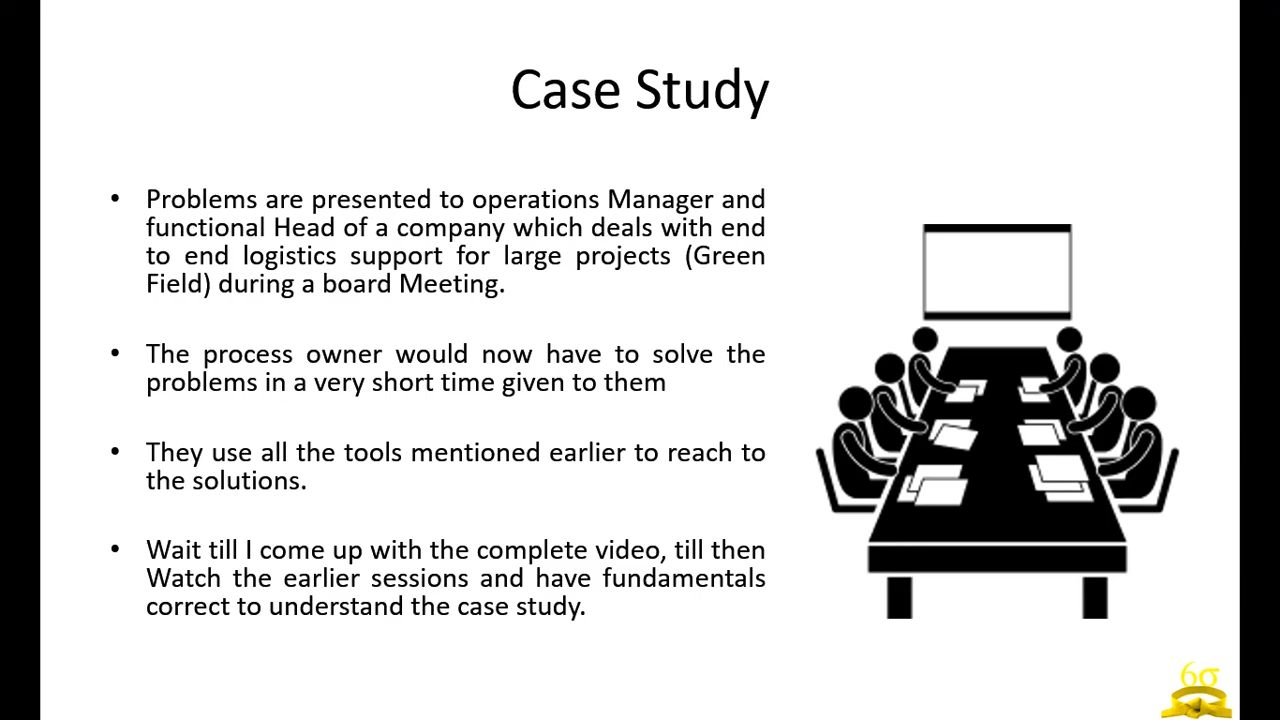 Case Study
• Problems are presented to operations Manager and
functional Head of a company which deals with end
to end logistics support for large projects (Green
Field) during a board Meeting.
• The process owner would now have to solve the
problems in a very short time given to them
• They use all the tools mentioned earlier to reach to
the solutions.
• Wait till I come up with the complete video, till then
Watch the earlier sessions and have fundamentals
correct to understand the case study.
6σ